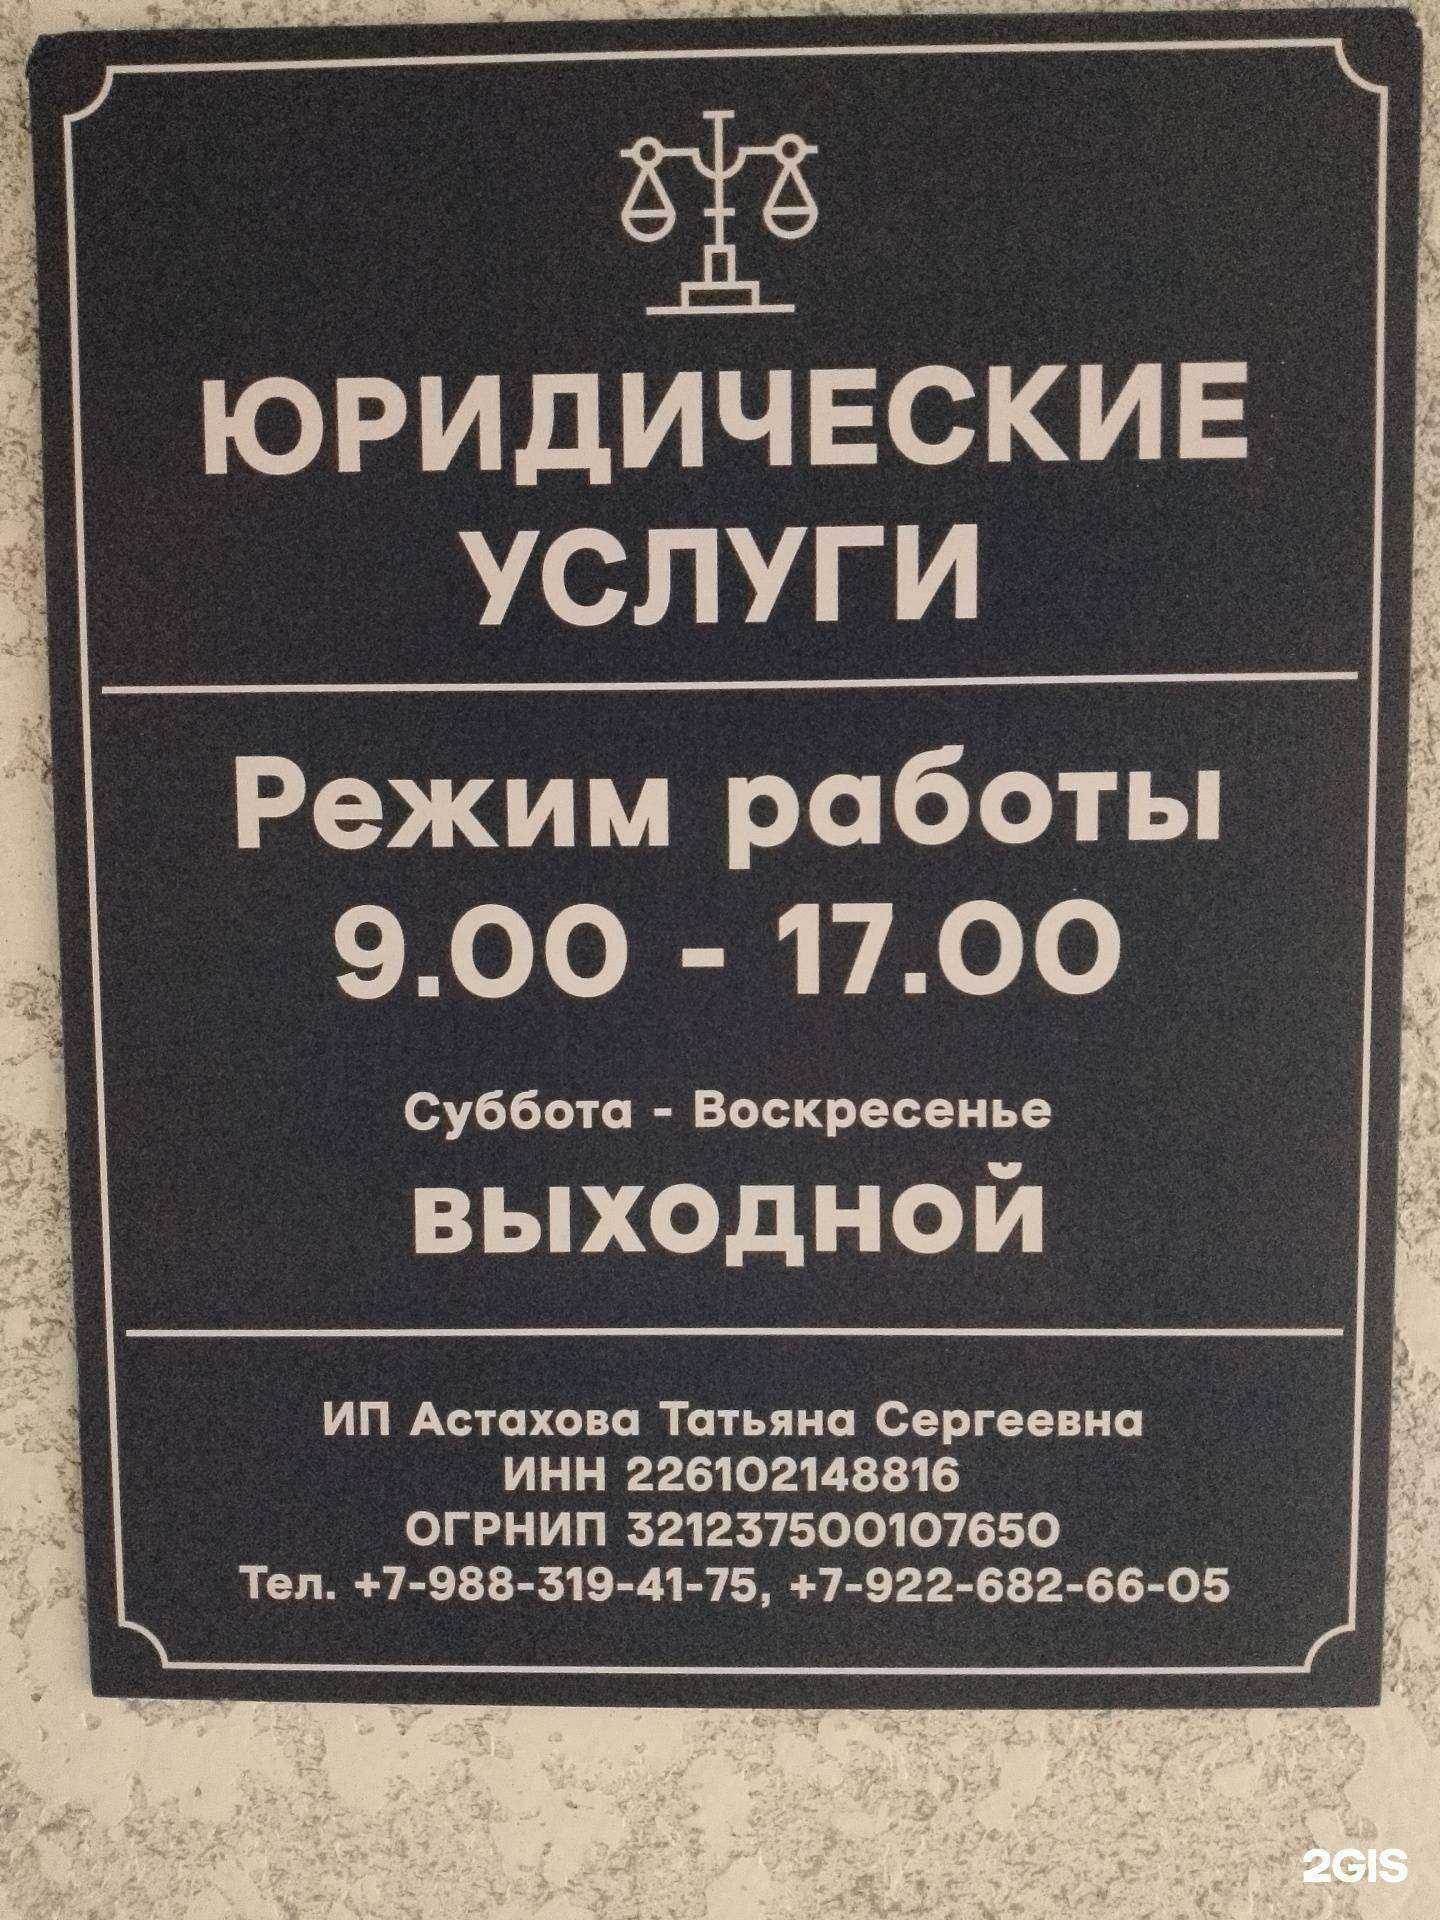 ЮРИДИЧЕСКИЕ
УСЛУГИ
Режим работы
9.00 - 17.00
Суббота - Воскресенье
ВЫХОДНОЙ
ИП Астахова Татьяна Сергеевна
ИНН 226102148816
ОГРНИП 321237500107650
Тел. +7-988-319-41-75, +7-922-682-66-05
2GIS